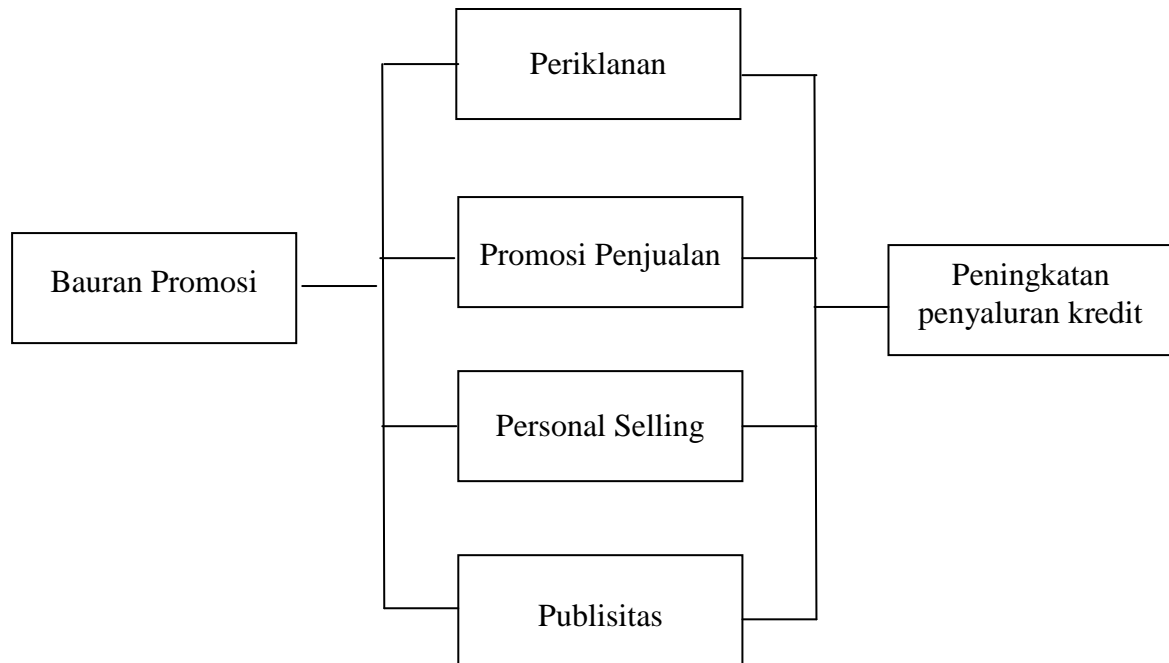 Periklanan
Promosi Penjualan
Bauran Promosi
Peningkatan
penyaluran kredit
Personal Selling
Publisitas